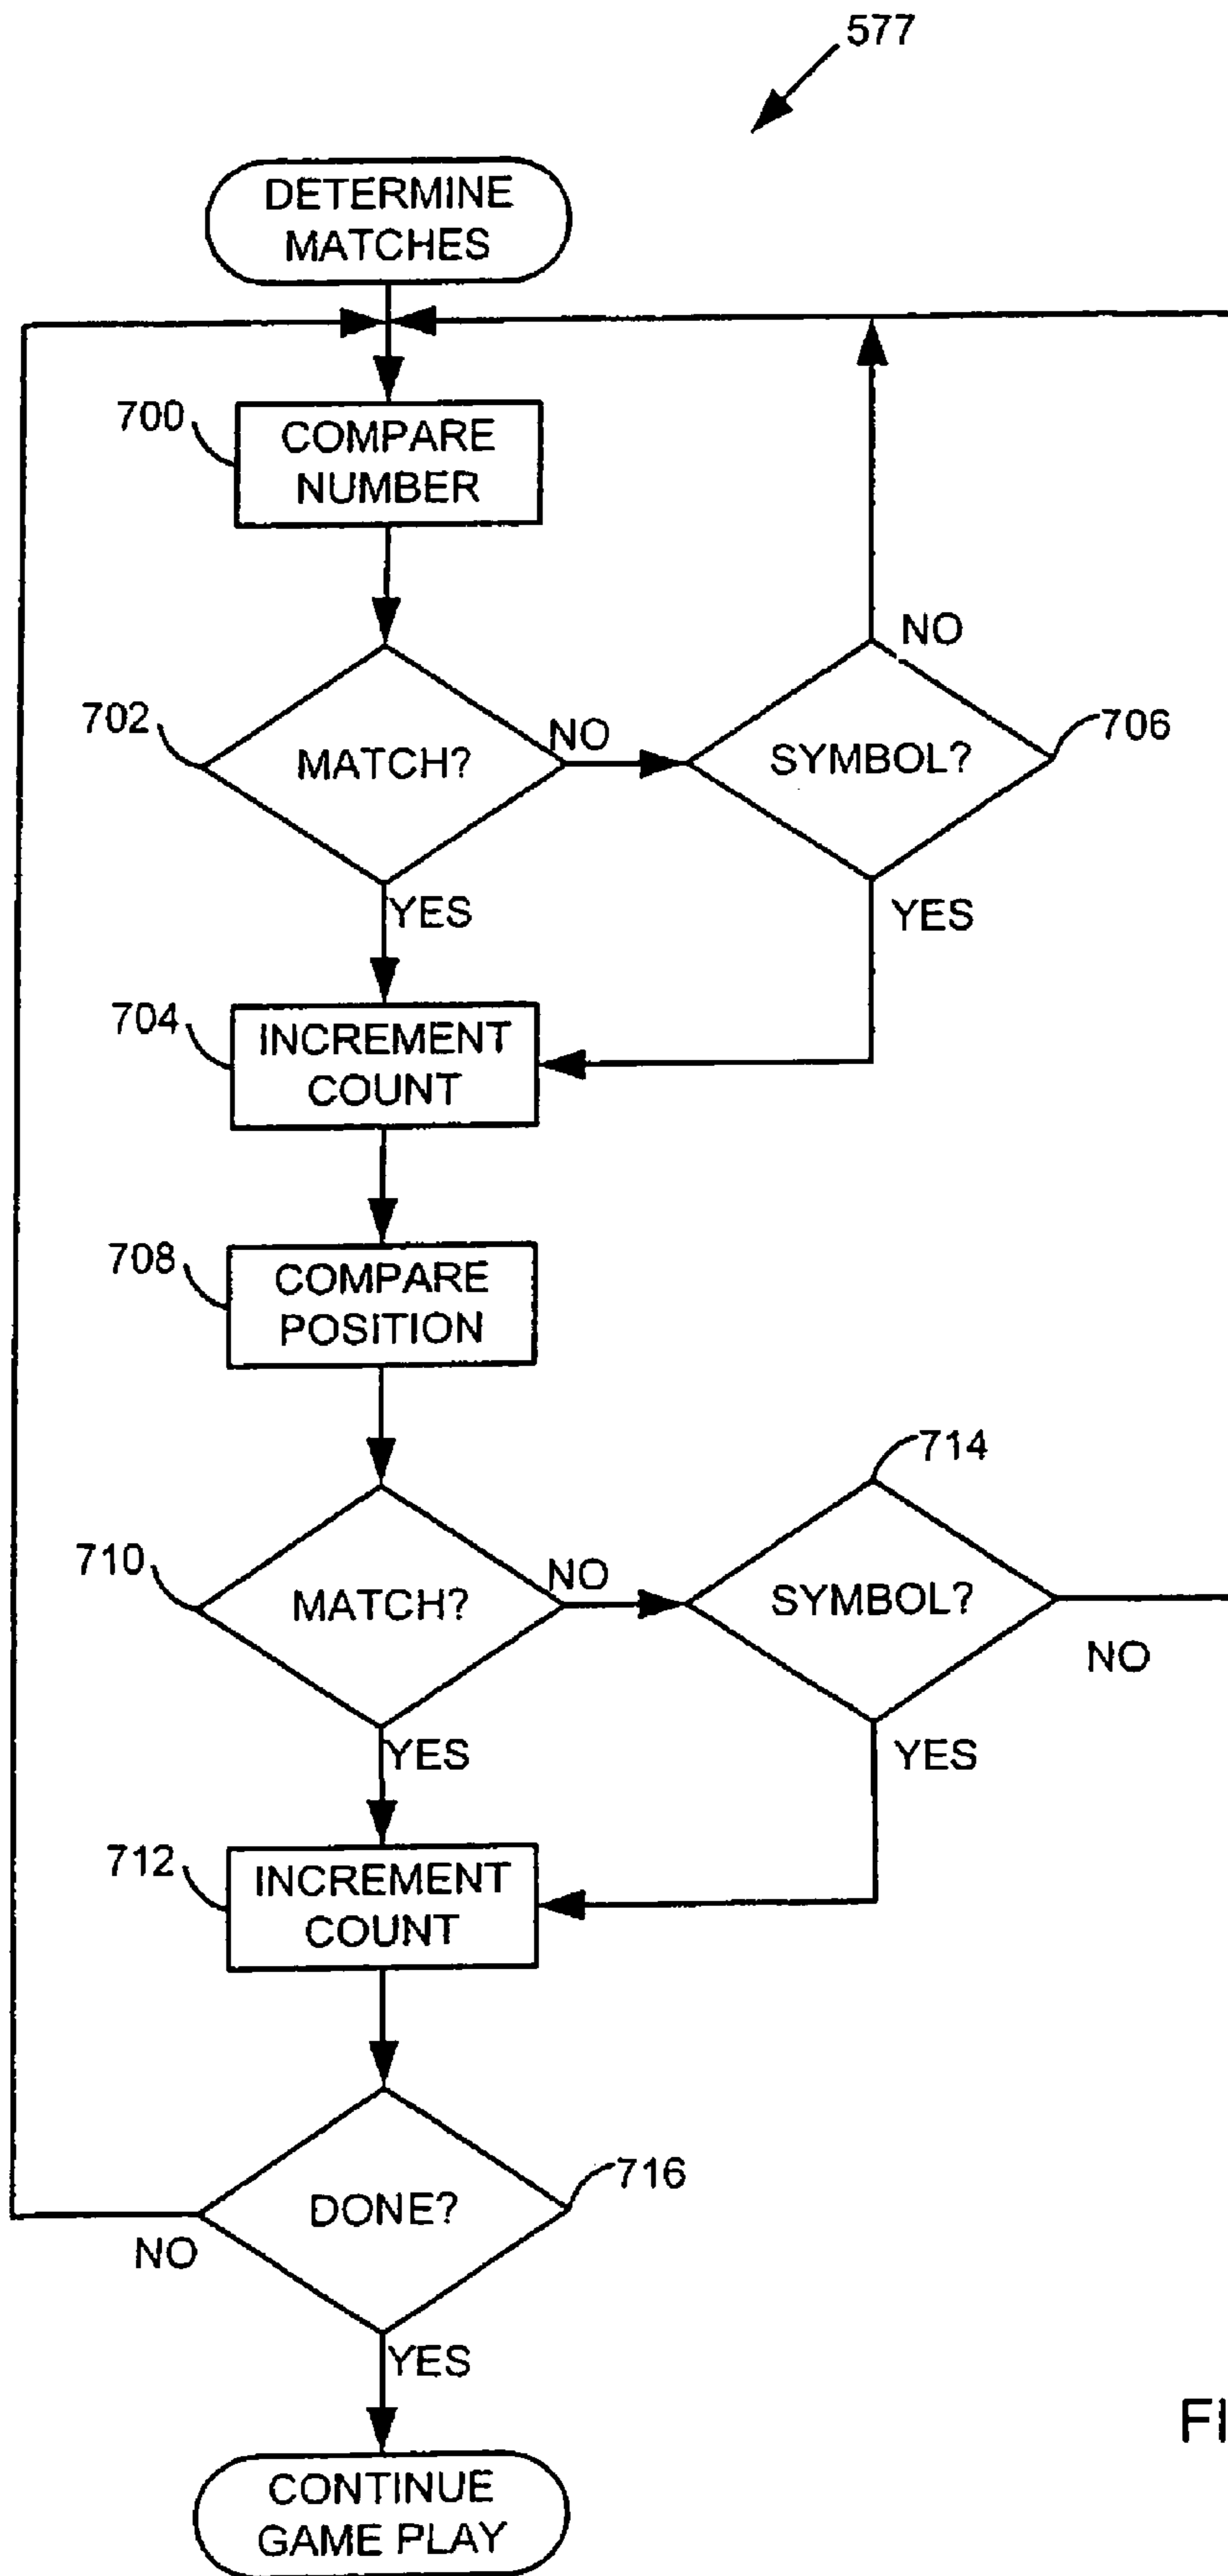 577
DETERMINE
MATCHES
700
COMPARE
NUMBER
NO
702
MATCH?
NO
SYMBOL?
706
YES
YES
704
INCREMENT
COUNT
708
COMPARE
POSITION
714
710
MATCH?
NO
SYMBOL?
NO
YES
YES
712
INCREMENT
COUNT
716
DONE?
NO
YES
CONTINUE
GAME PLAY